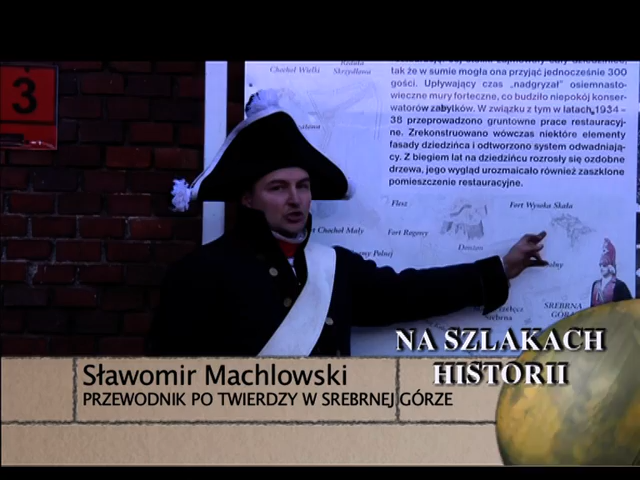 3
tak że w sumie mogła ona przyjąć jednocześnie 300
gości. Upływający czas „nadgryzał” osiemnasto-
wieczne mury forteczne, co budziło niepokój konser-
watorów zabytków. W związku z tym w latach 1934 –
38 przeprowadzono gruntowne prace restauracyj-
ne. Zrekonstruowano wówczas niektóre elementy
fasady dziedzińca i odtworzono system odwadniają-
cy. Z biegiem lat na dziedzińcu rozrosły się ozdobne
drzewa, jego wygląd urozmaicało również zaszklone
pomieszczenie restauracyjne.
Chochoł Wielki
Skrzydłowa
Flesz
Fort Wysoka Skała
Chochoł Mały
Fort Rogowy
Donżon
SREBRNA
GÓRA
Srebrna
NA SZLAKACH
HISTORII
Sławomir Machlowski
PRZEWODNIK PO TWIERDZY W SREBRNEJ GÓRZE